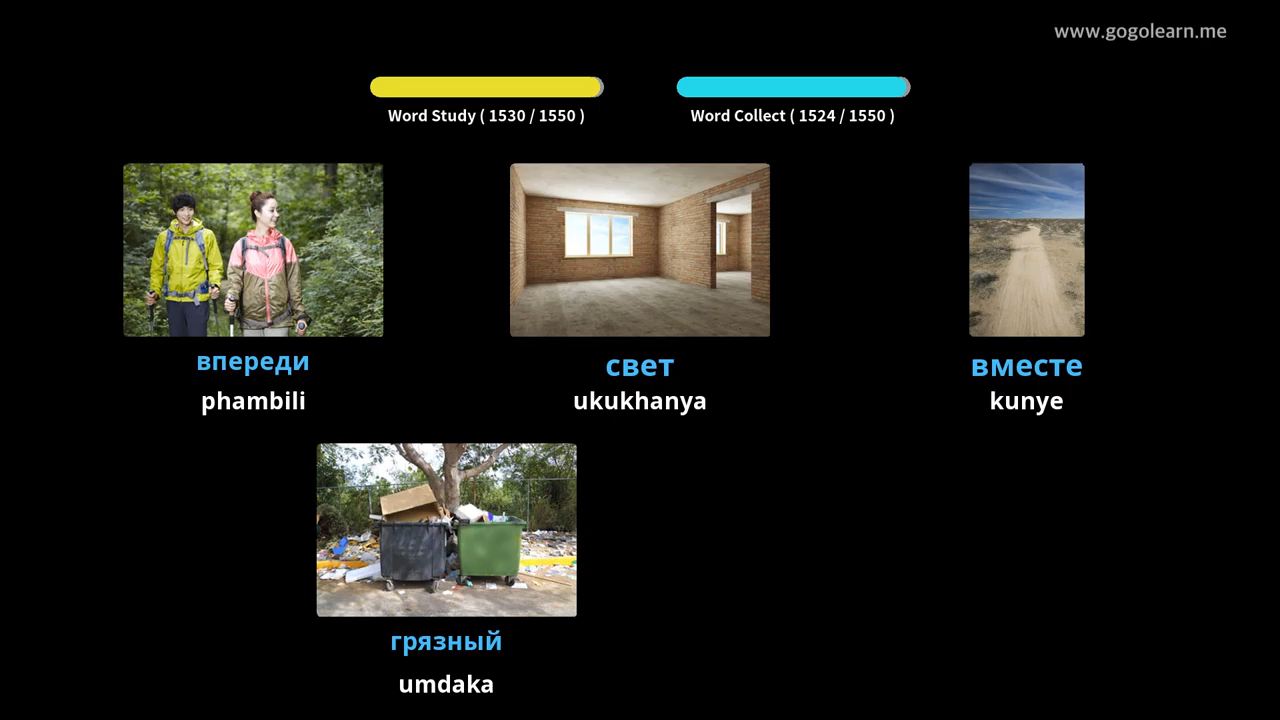 www.gogolearn.me
Word Study ( 1530 / 1550 )
Word Collect ( 1524 / 1550 )
впереди
phambili
свет
ukukhanya
вместе
kunye
грязный
umdaka